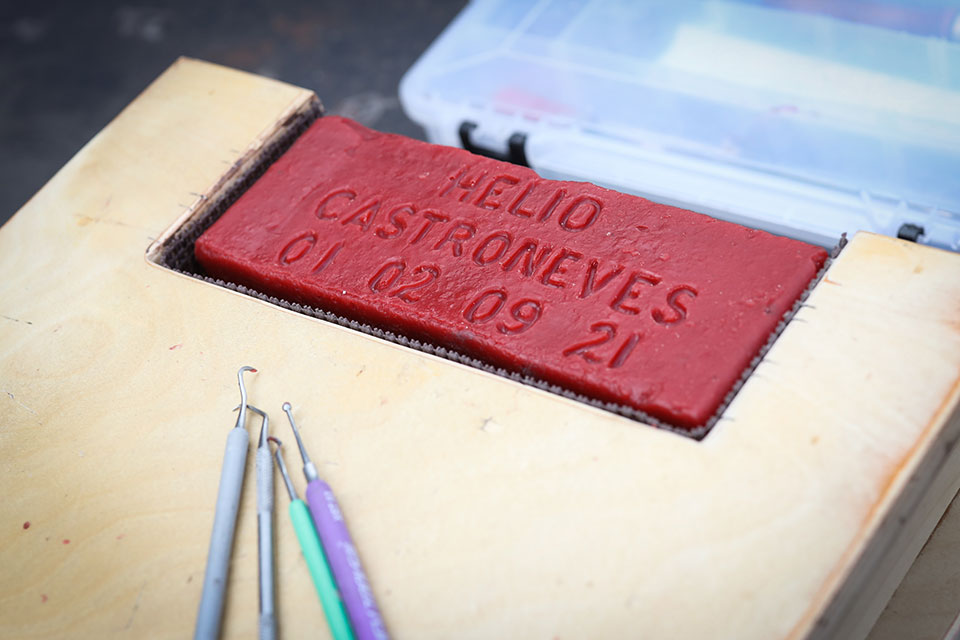 HELIO
CASTRONEVES
01 02 09 21